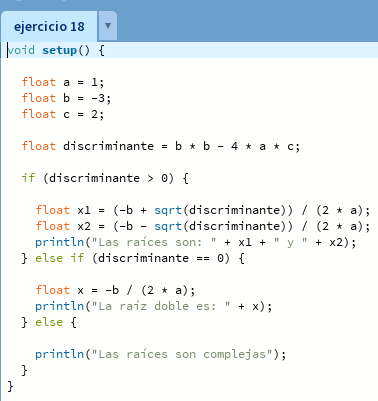 ejercicio 18
void setup() {
float a = 1;
float b = -3;
float c = 2;
float discriminante = b * b - 4 * a * c;
if (discriminante > 0) {
float x1 = (-b + sqrt(discriminante)) / (2 * a);
float x2 = (-b - sqrt(discriminante)) / (2 * a);
println("Las raíces son: " + x1 + " y " + x2);
} else if (discriminante == 0) {
float x = -b / (2 * a);
println("La raíz doble es: " + x);
} else {
println("Las raíces son complejas");
}
}